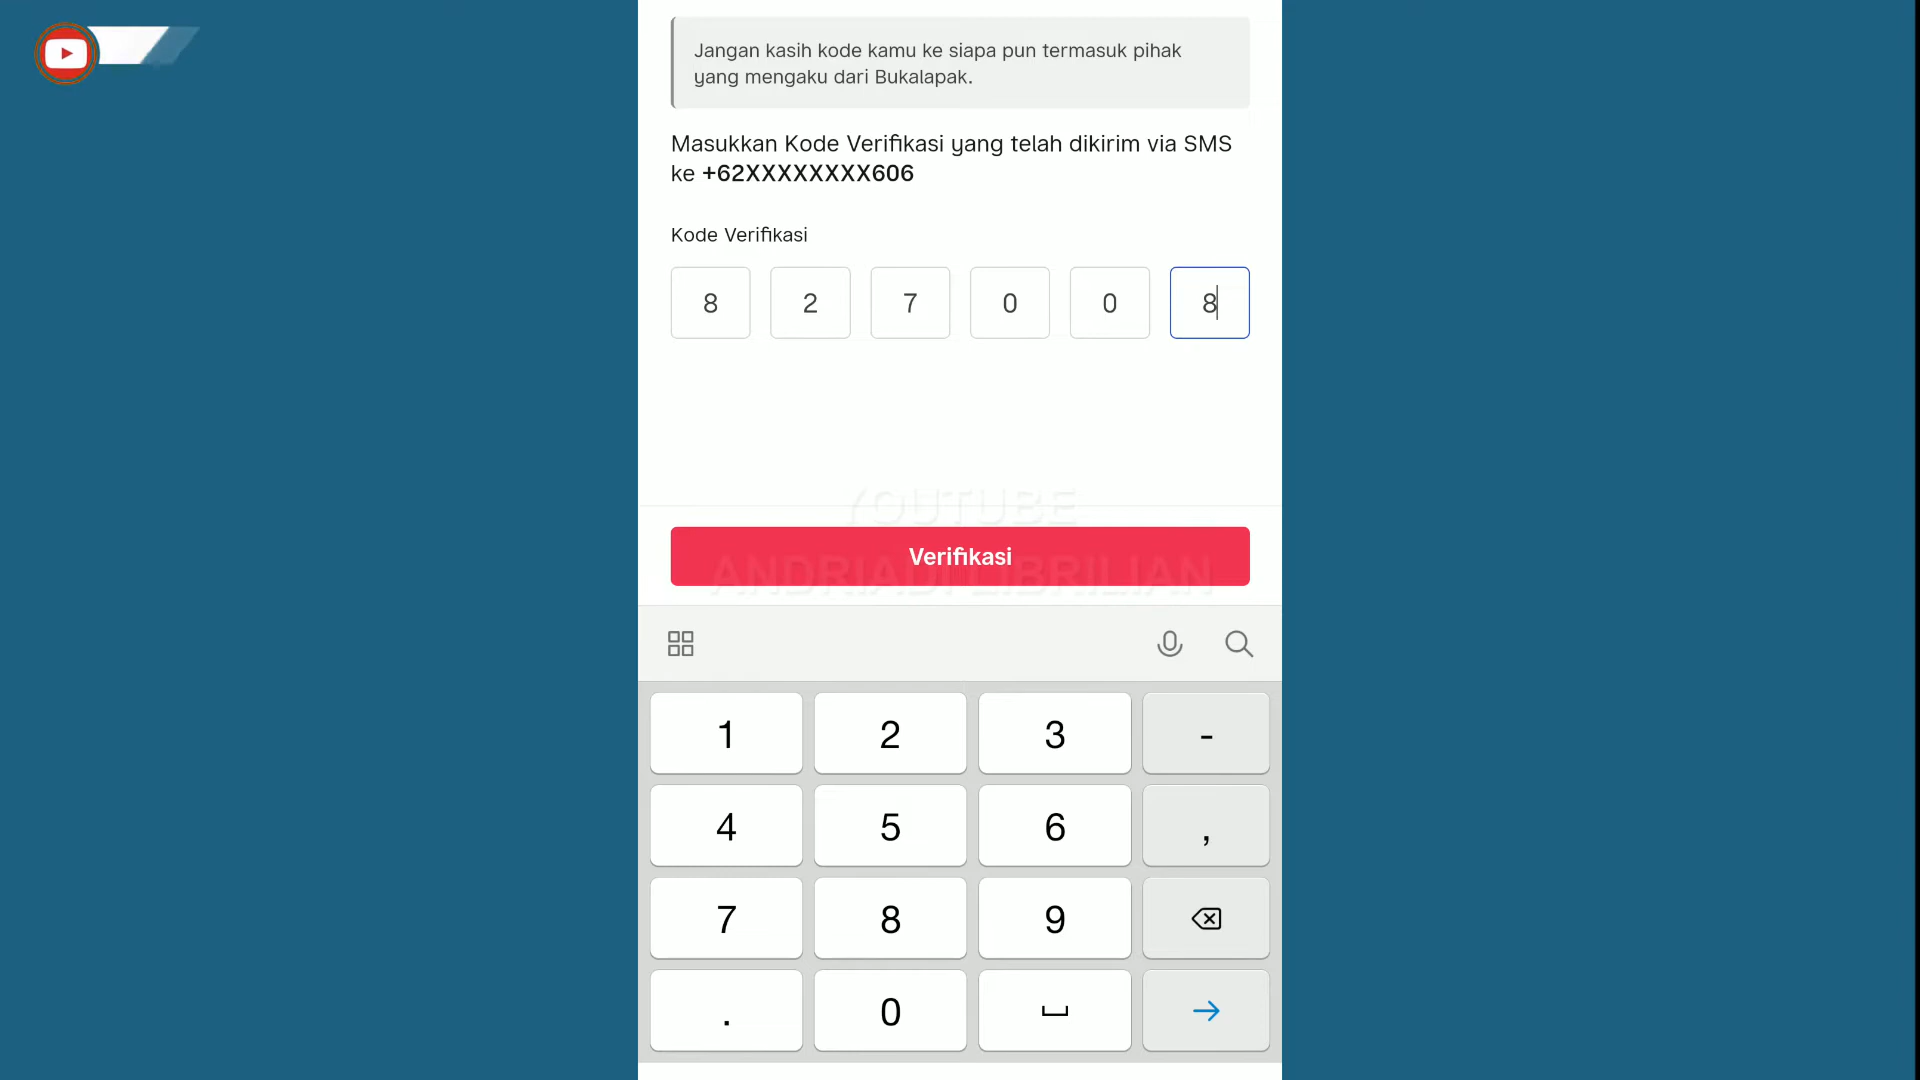 Jangan kasih kode kamu ke siapa pun termasuk pihak
yang mengaku dari Bukalapak.
Masukkan Kode Verifikasi yang telah dikirim via SMS
ke +62XXXXXXXX606
Kode Verifikasi
8 2 7 0 0 8
YOUTUBE
Verifikasi
ANDRIADI LIBRILIAN
1 2 3 -
4 5 6 ,
7 8 9
. 0